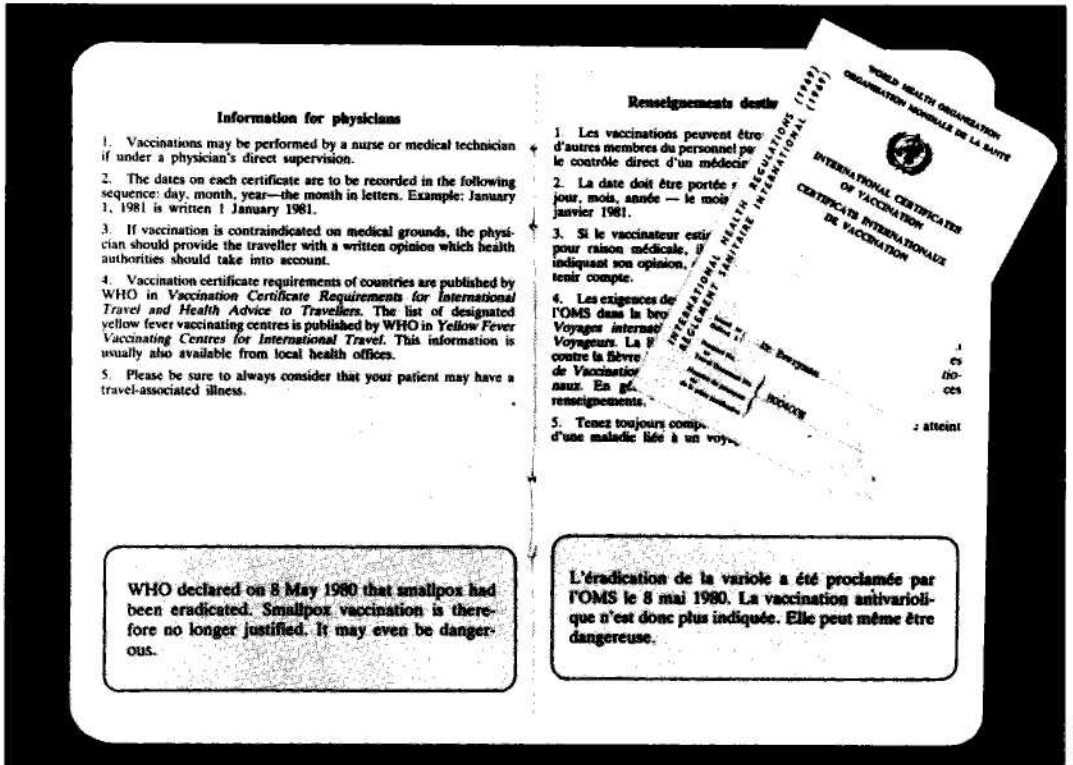 Information for physicians
1. Vaccinations may be performed by a nurse or medical technician
if under a physician's direct supervision.
2. The dates on each certificate are to be recorded in the following
sequence: day, month, year—the month in letters. Example: January
1, 1981 is written 1 January 1981.
3. If vaccination is contraindicated on medical grounds, the physi-
cian should provide the traveller with a written opinion which health
authorities should take into account.
4. Vaccination certificate requirements of countries are published by
WHO in Vaccination Certificate Requirements for International
Travel and Health Advice to Travellers. The list of designated
yellow fever vaccinating centres is published by WHO in Yellow Fever
Vaccinating Centres for International Travel. This information is
usually also available from local health offices.
5. Please be sure to always consider that your patient may have a
travel-associated illness.
WHO declared on 8 May 1980 that smallpox had
been eradicated. Smallpox vaccination is there-
fore no longer justified. It may even be danger-
ous.
Renseignements
1. Les vaccinations peuvent être
d'autres membres du personnel
le contrôle direct d'un médecin
2. La date doit être portée
jour, mois, année — le mois
janvier 1981.
3. Si le vaccinateur
pour raison médicale,
indiquant son opinion,
tenir compte.
4. Les exigences de
l'OMS dans la
Voyages
Voyageurs. La
contre la fièvre
de Vaccination
naux. En
renseignements.
5. Tenez toujours atteint
d'une maladie liée à un
L'éradication de la variole a été proclamée par
l'OMS le 8 mai 1980. La vaccination antivarioli-
que n'est donc plus indiquée. Elle peut même être
dangereuse.
WORLD HEALTH ORGANISATION
ORGANISATION MONDIALE DE LA SANTÉ
INTERNATIONAL CERTIFICATES
OF VACCINATION
CERTIFICATS INTERNATIONAUX
DE VACCINATION
INTERNATIONAL HEALTH REGULATIONS (1969)
RÈGLEMENT SANITAIRE INTERNATIONAL (1969)